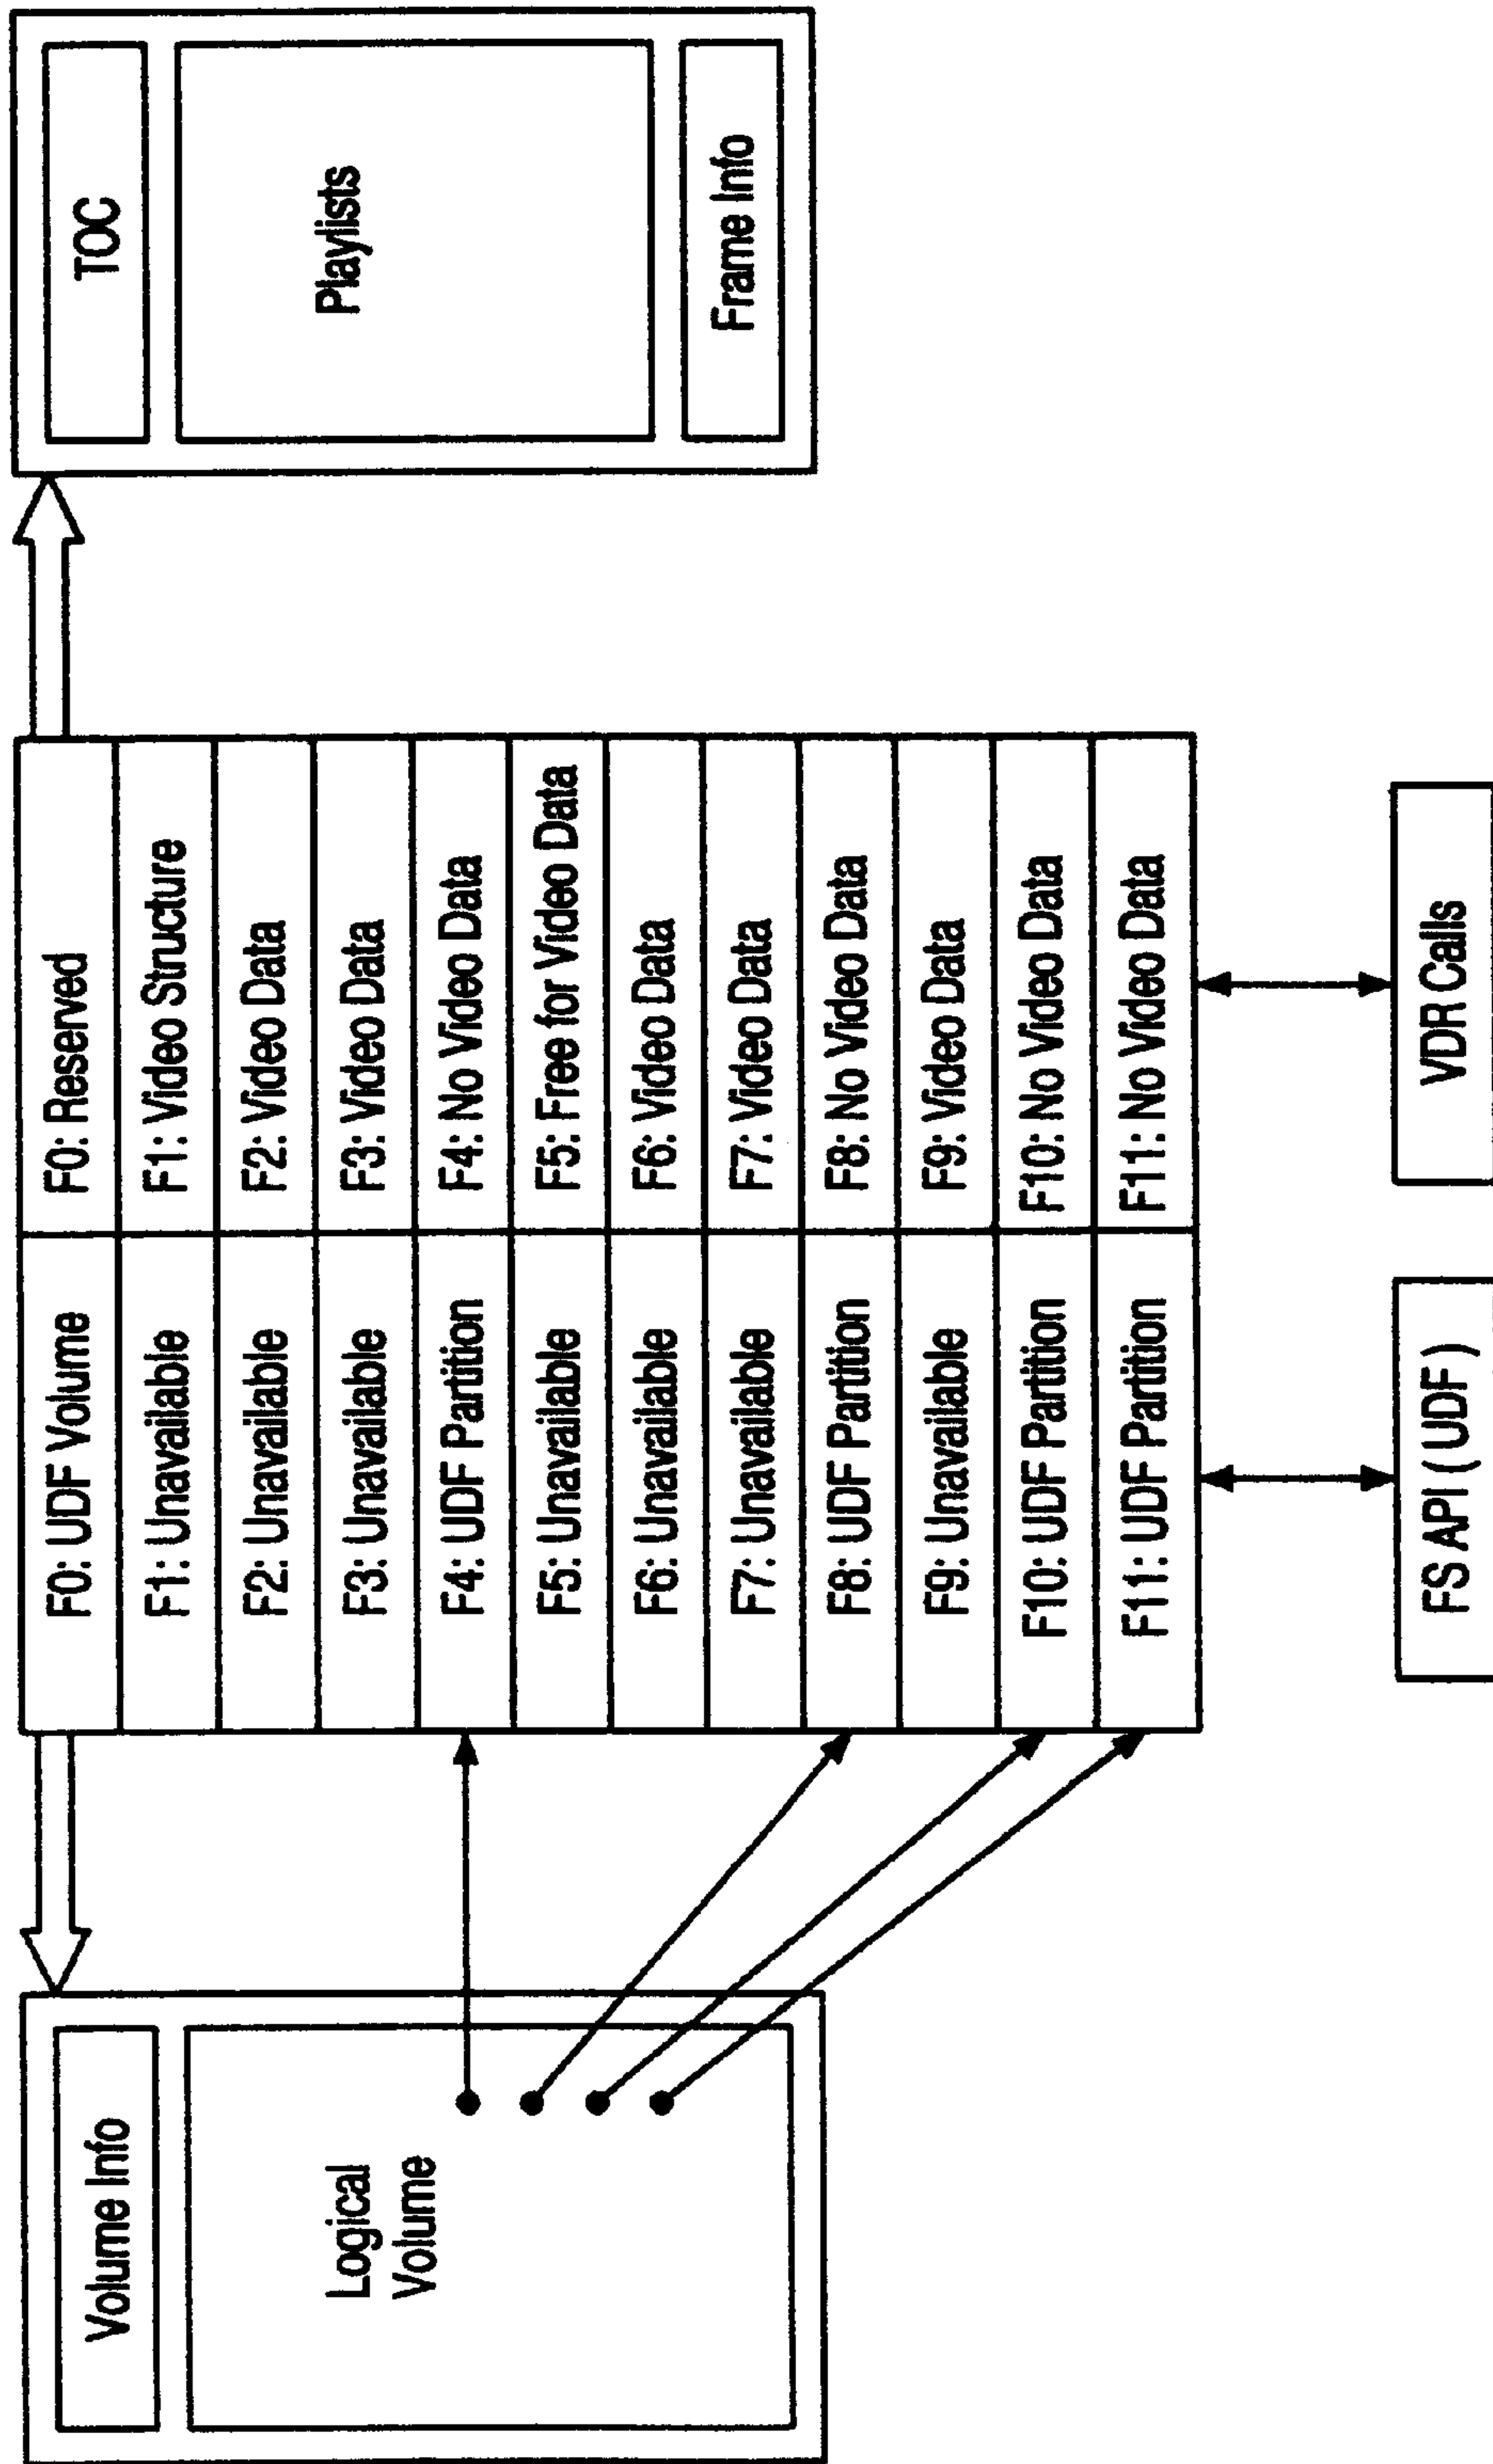 Volume Info
Logical
Volume
F0: UDF Volume
F0: Reserved
F1: Unavailable
F1: Video Structure
F2: Unavailable
F2: Video Data
F3: Unavailable
F3: Video Data
F4: UDF Partition
F4: No Video Data
F5: Unavailable
F5: Free for Video Data
F6: Unavailable
F6: Video Data
F7: Unavailable
F7: Video Data
F8: UDF Partition
F8: No Video Data
F9: Unavailable
F9: Video Data
F10: UDF Partition
F10: No Video Data
F11: UDF Partition
F11: No Video Data
TOC
Playlists
Frame Info
FS API ( UDF )
VDR Calls